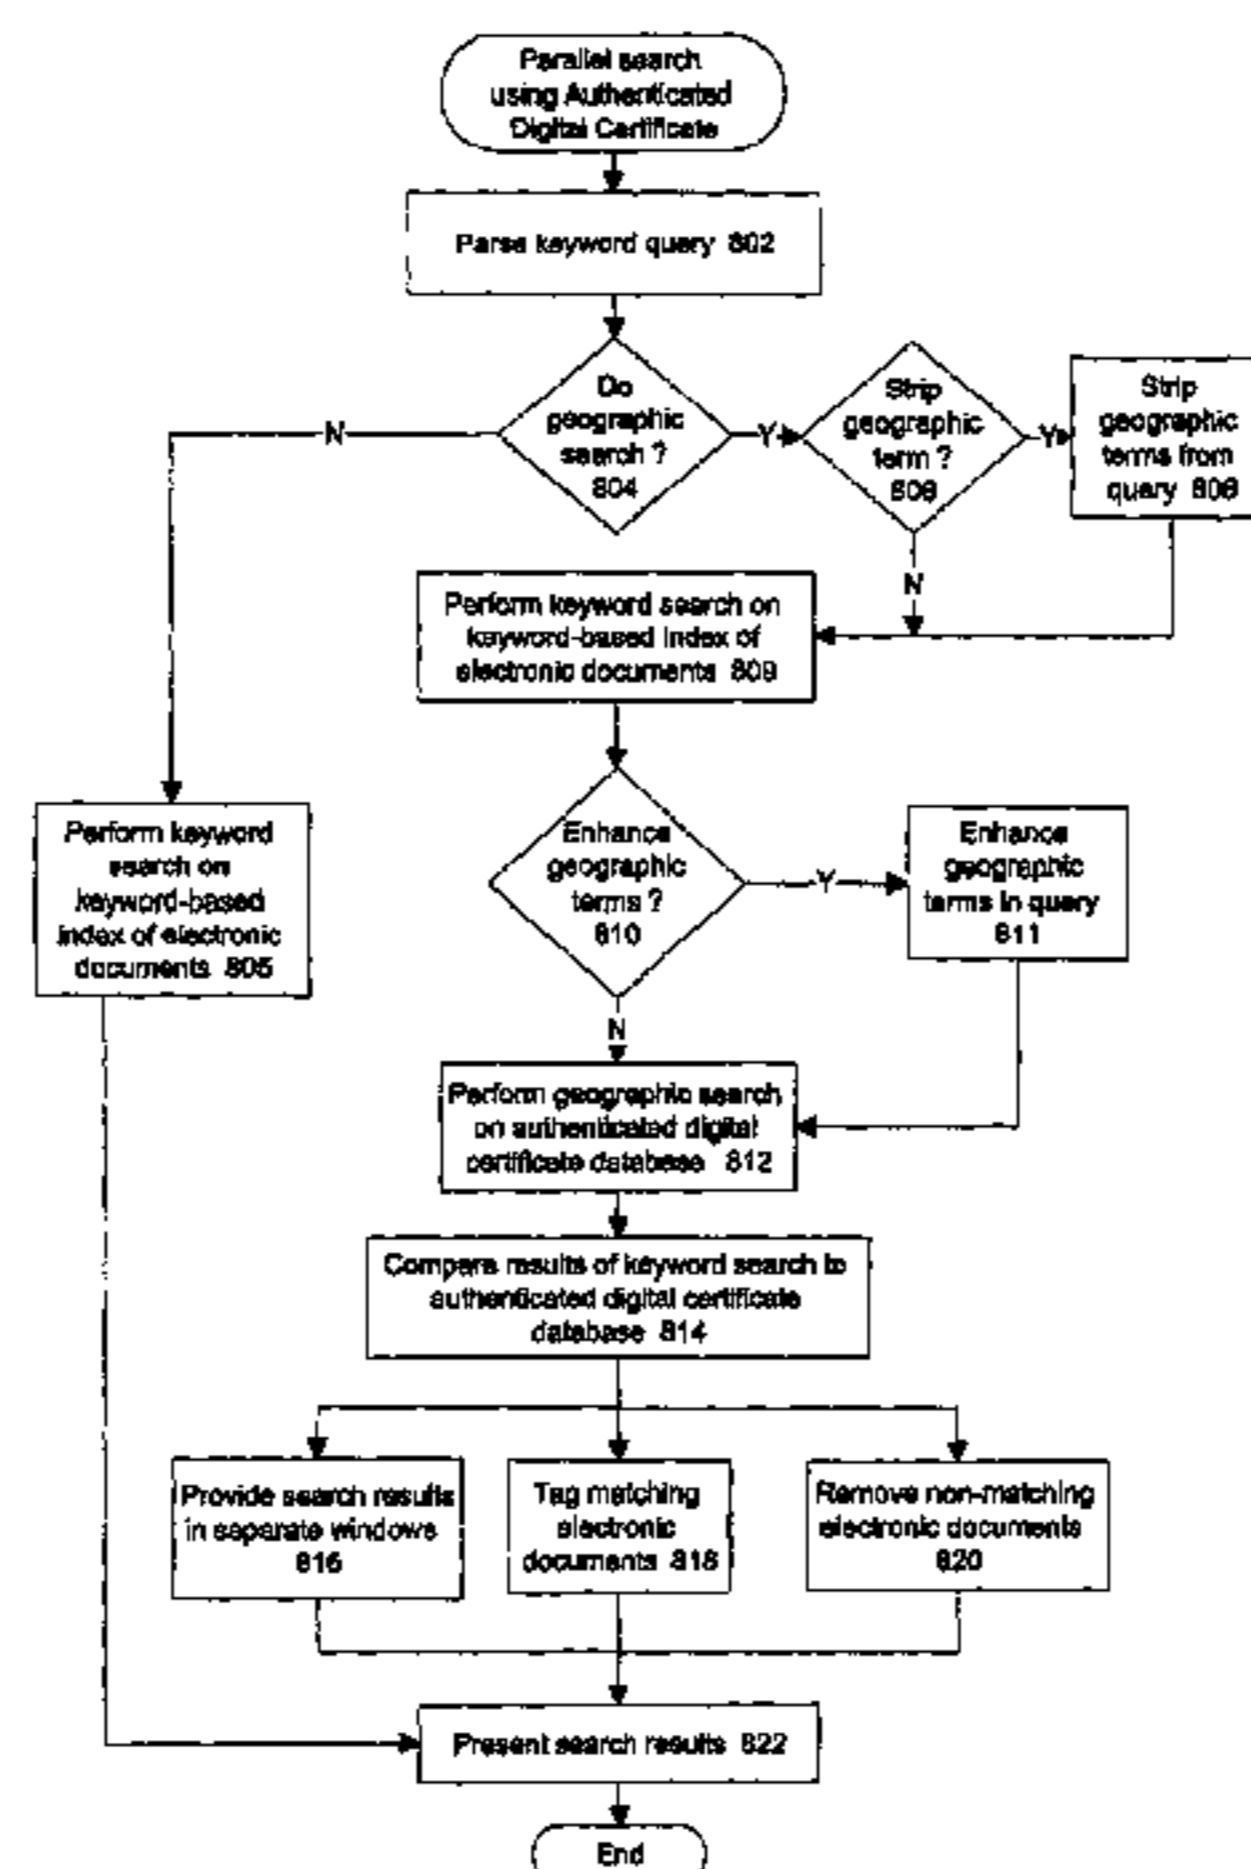 Parallel search
using Authenticated
Digital Certificate
Parse keyword query 802
Do
geographic
search ?
804
Y
Strip
geographic
term ?
Y
Strip
geographic
terms from
query
N
N
Perform keyword search on
keyword-based index of
electronic documents 809
Perform keyword
search on
keyword-based
index of electronic
documents 805
Enhance
geographic
terms ?
810
Y
Enhance
geographic
terms in query
811
N
Perform geographic search
on authenticated digital
certificate database 812
Compare results of keyword search to
authenticated digital certificate
database 814
Provide search results
in separate windows
816
Tag matching
electronic
documents 818
Remove non-matching
electronic documents
820
Present search results 822
End